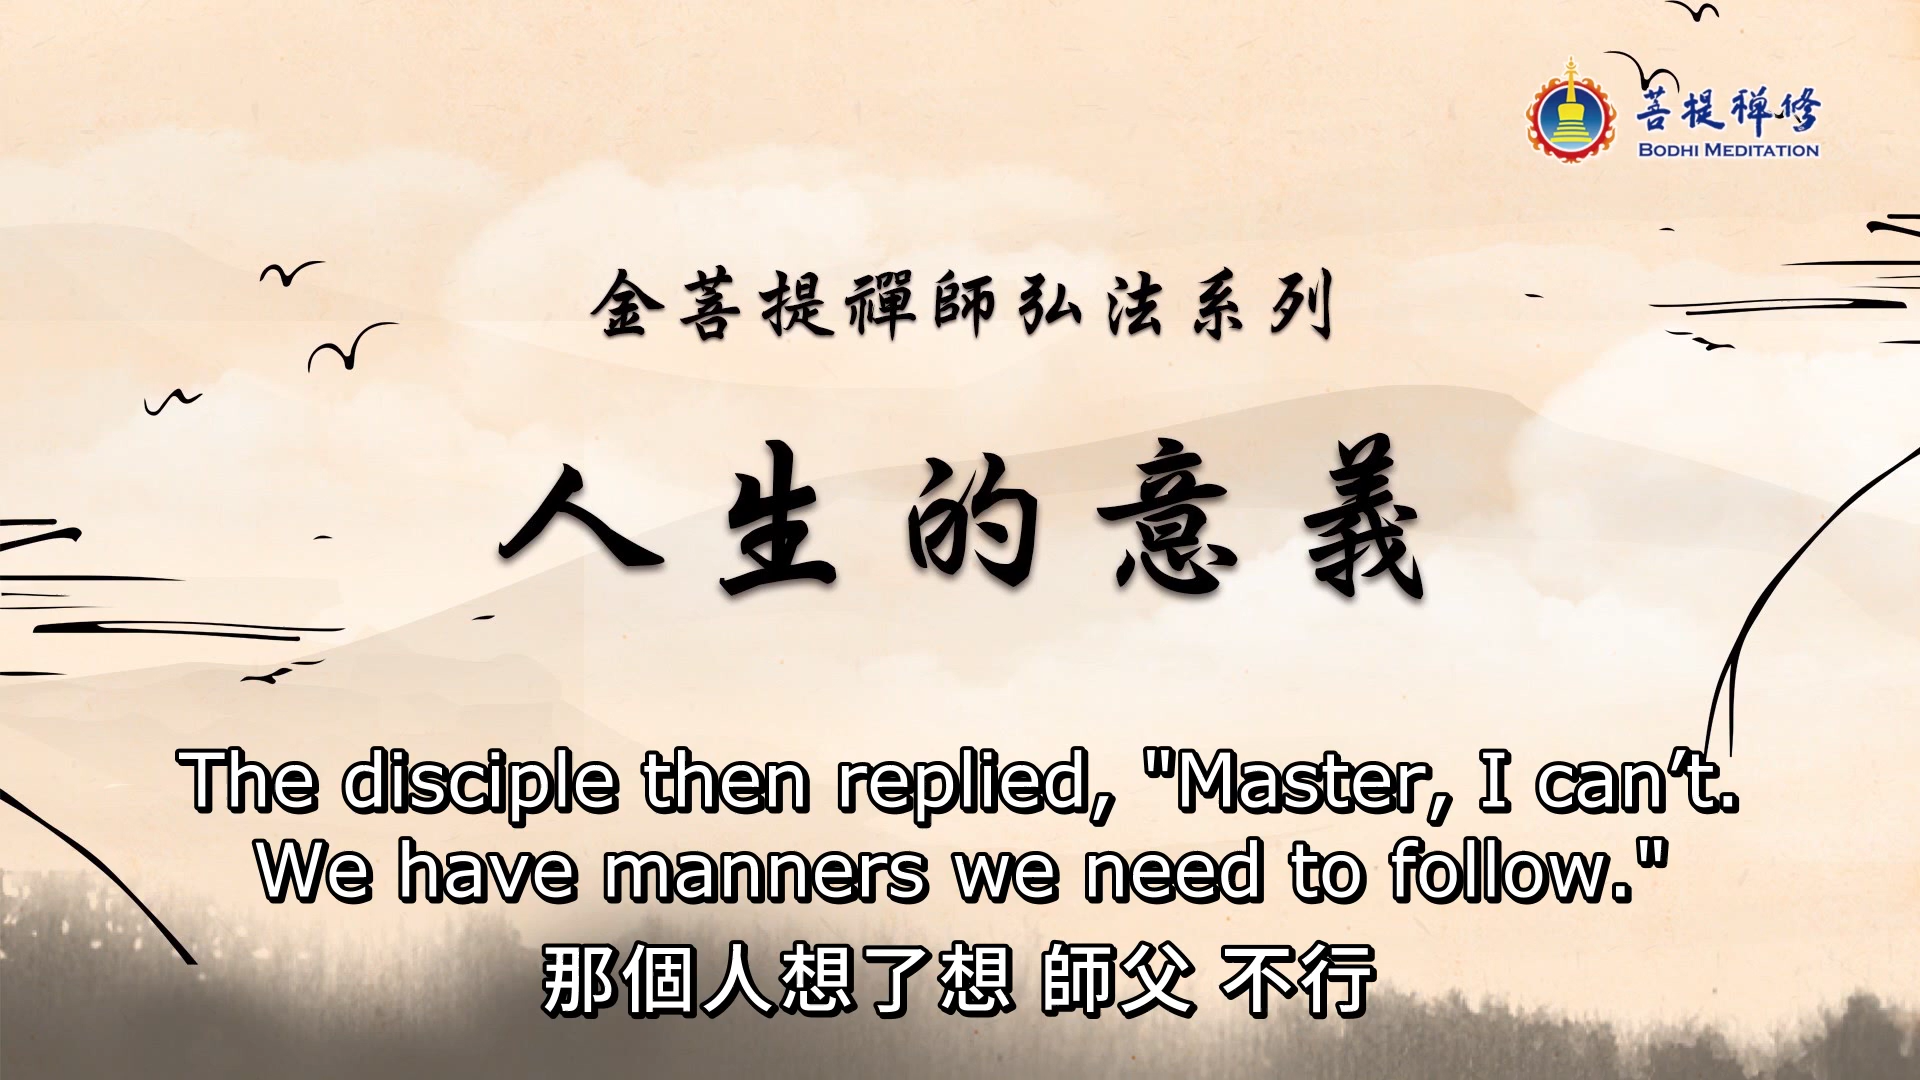 菩提禪修
BODHI MEDITATION
金菩提禪師弘法系列
人生的意義
The disciple then replied, "Master, I can’t.
We have manners we need to follow."
那個人想了想 師父 不行